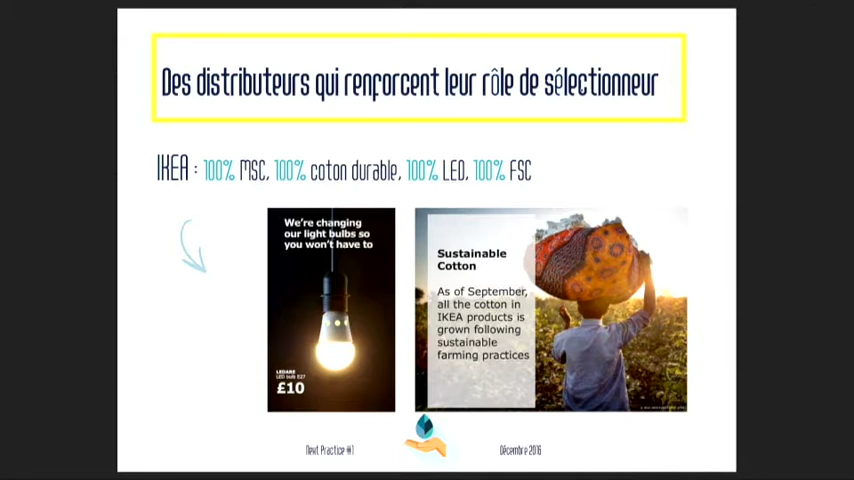 Des distributeurs qui renforcent leur rôle de sélectionneur
IKEA : 100% MSC, 100% coton durable, 100% LED, 100% FSC
We're changing
our light bulbs so
you won't have to
LEDARE
LED bulb E27
£10
Sustainable
Cotton
As of September,
all the cotton in
IKEA products is
grown following
sustainable
farming practices
Next Practice #1
Décembre 2016